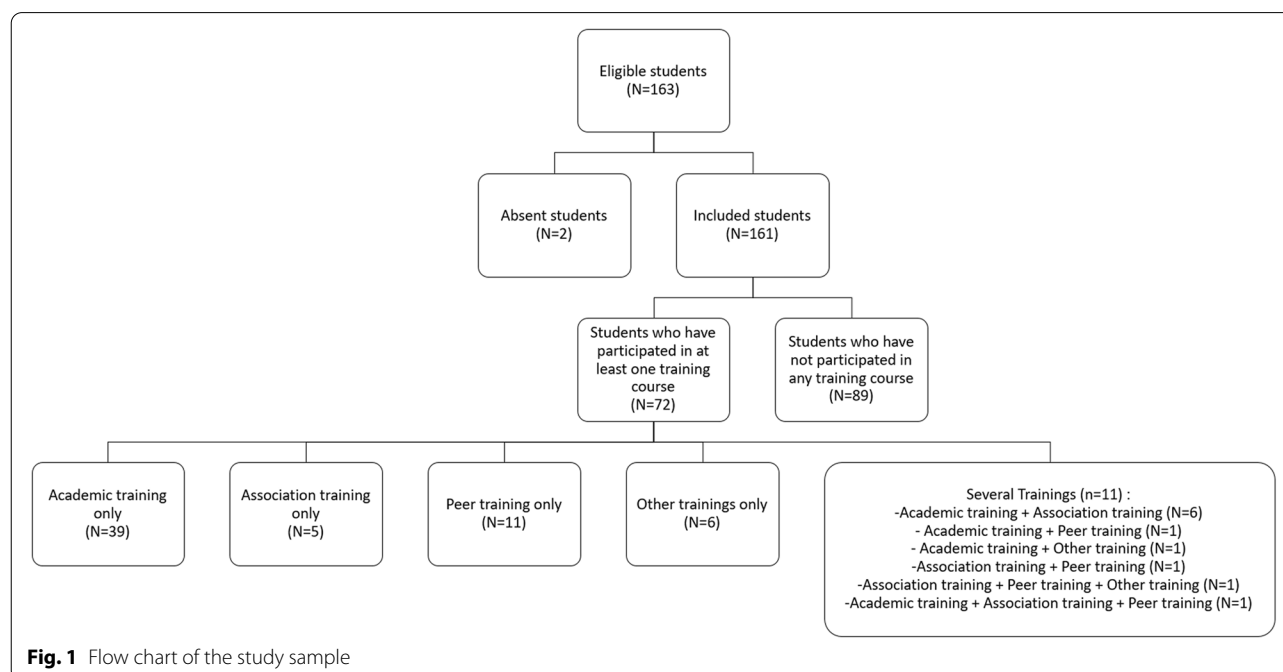 Eligible students
(N=163)
Absent students
(N=2)
Included students
(N=161)
Students who have
participated in at
least one training
course
(N=72)
Students who have
not participated in
any training course
(N=89)
Academic training
only
(N=39)
Association training
only
(N=5)
Peer training only
(N=11)
Other trainings only
(N=6)
Several Trainings (n=11) :
-Academic training + Association training (N=6)
- Academic training + Peer training (N=1)
- Academic training + Other training (N=1)
-Association training + Peer training (N=1)
-Association training + Peer training + Other training (N=1)
-Academic training + Association training + Peer training (N=1)
Fig. 1 Flow chart of the study sample